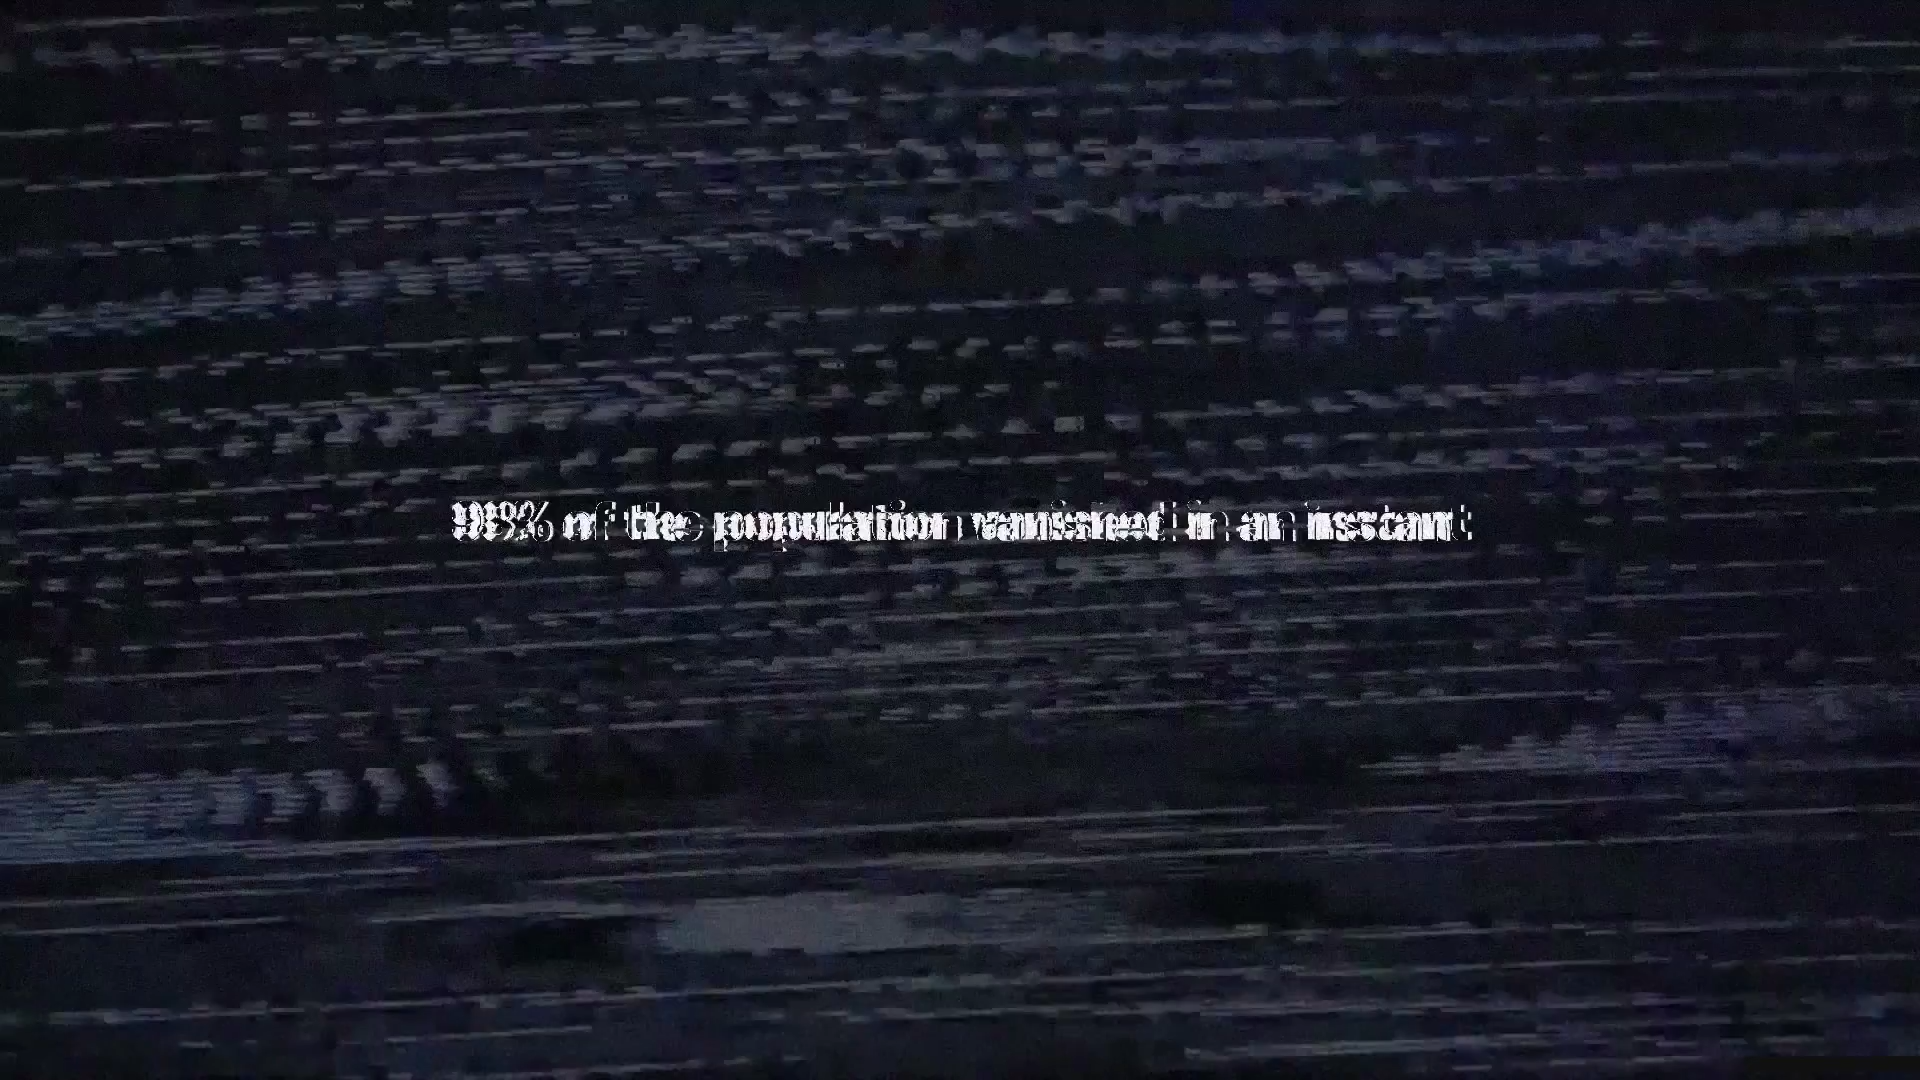 % of the population vanished in an instant